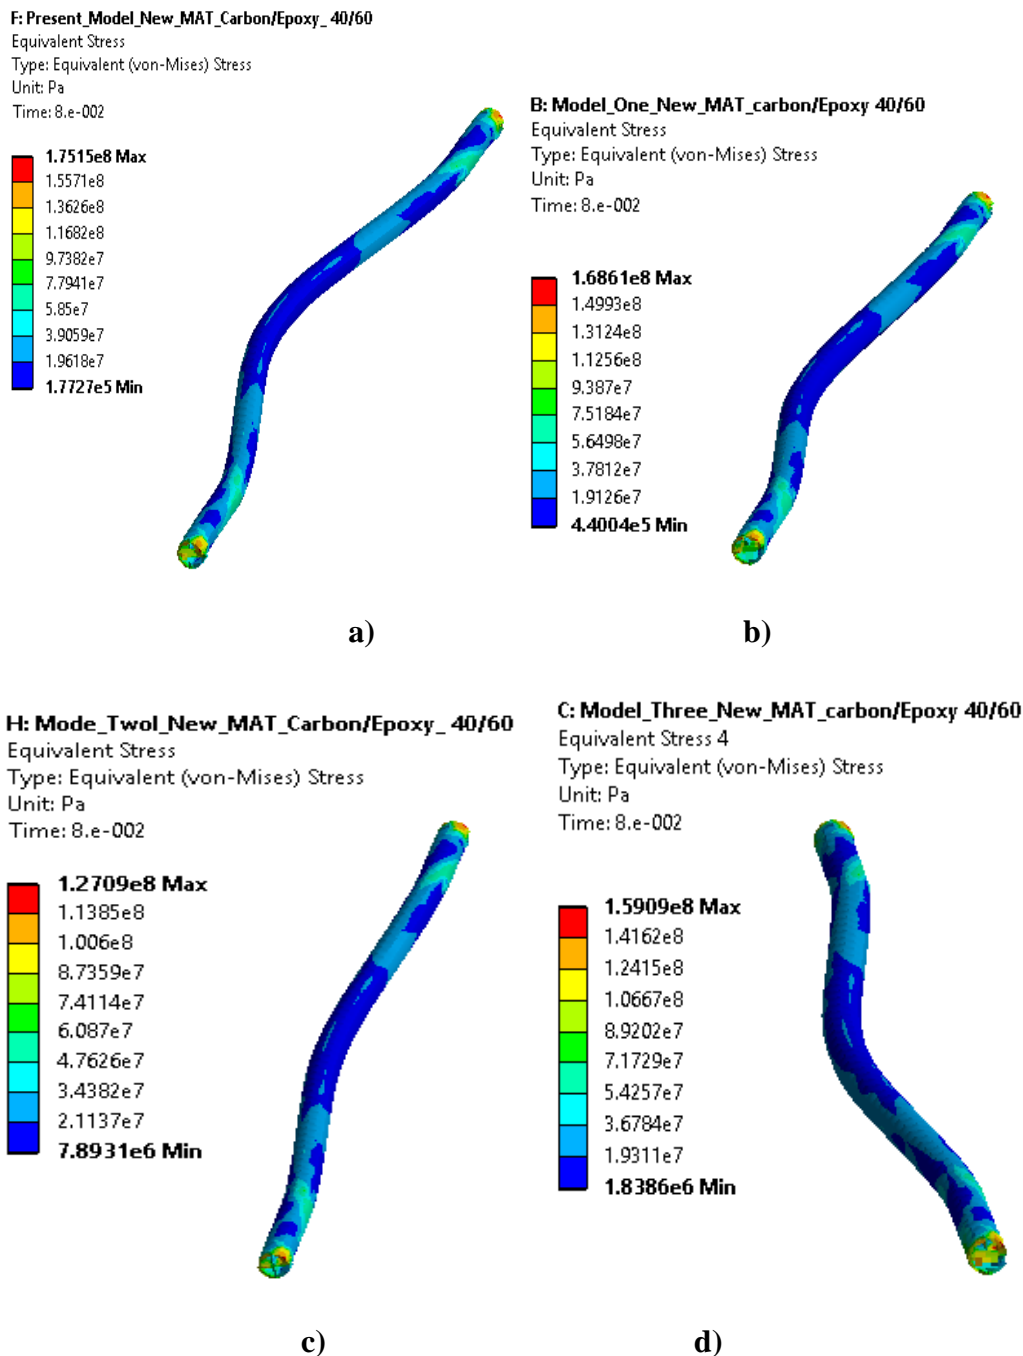 F: Present_Model_New_MAT_Carbon/Epoxy_ 40/60
Equivalent Stress
Type: Equivalent (von-Mises) Stress
Unit: Pa
Time: 8.e-002
1.7515e8 Max
1.5571e8
1.3626e8
1.1682e8
9.7382e7
7.7941e7
5.85e7
3.9059e7
1.9618e7
1.7727e5 Min
a)
B: Model_One_New_MAT_carbon/Epoxy 40/60
Equivalent Stress
Type: Equivalent (von-Mises) Stress
Unit: Pa
Time: 8.e-002
1.6861e8 Max
1.4993e8
1.3124e8
1.1256e8
9.387e7
7.5184e7
5.6498e7
3.7812e7
1.9126e7
4.4004e5 Min
b)
H: Mode_Twol_New_MAT_Carbon/Epoxy_ 40/60
Equivalent Stress
Type: Equivalent (von-Mises) Stress
Unit: Pa
Time: 8.e-002
1.2709e8 Max
1.1385e8
1.006e8
8.7359e7
7.4114e7
6.087e7
4.7626e7
3.4382e7
2.1137e7
7.8931e6 Min
c)
C: Model_Three_New_MAT_carbon/Epoxy 40/60
Equivalent Stress 4
Type: Equivalent (von-Mises) Stress
Unit: Pa
Time: 8.e-002
1.5909e8 Max
1.4162e8
1.2415e8
1.0667e8
8.9202e7
7.1729e7
5.4257e7
3.6784e7
1.9311e7
1.8386e6 Min
d)